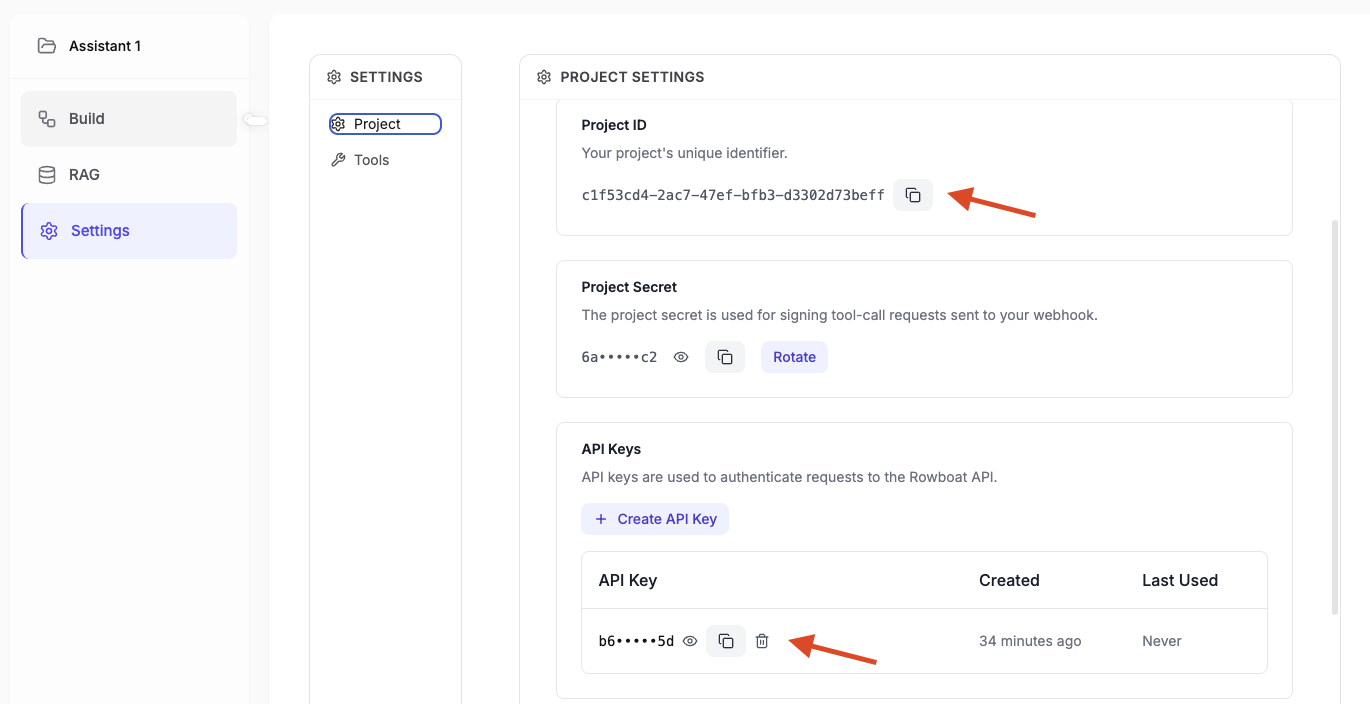 Assistant 1
Build
RAG
Settings
SETTINGS
Project
Tools
PROJECT SETTINGS
Project ID
Your project's unique identifier.
c1f53cd4-2ac7-47ef-bfb3-d3302d73beff
Project Secret
The project secret is used for signing tool-call requests sent to your webhook.
6a•••••c2
Rotate
API Keys
API keys are used to authenticate requests to the Rowboat API.
+ Create API Key
API Key Created Last Used
b6•••••5d 34 minutes ago Never